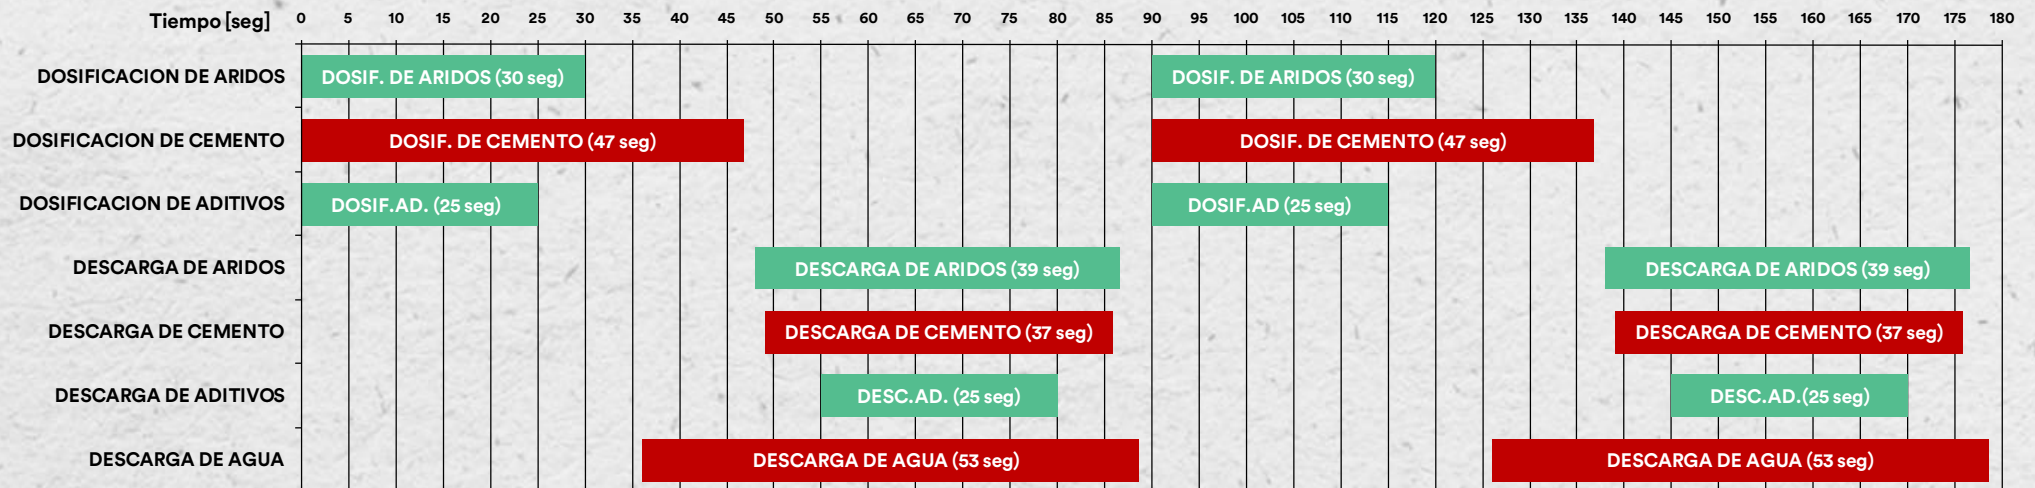 Tiempo [seg] 0 5 10 15 20 25 30 35 40 45 50 55 60 65 70 75 80 85 90 95 100 105 110 115 120 125 130 135 140 145 150 155 160 165 170 175 180
DOSIFICACION DE ARIDOS DOSIF. DE ARIDOS (30 seg) DOSIF. DE ARIDOS (30 seg)
DOSIFICACION DE CEMENTO DOSIF. DE CEMENTO (47 seg) DOSIF. DE CEMENTO (47 seg)
DOSIFICACION DE ADITIVOS DOSIF.AD. (25 seg) DOSIF.AD (25 seg)
DESCARGA DE ARIDOS DESCARGA DE ARIDOS (39 seg) DESCARGA DE ARIDOS (39 seg)
DESCARGA DE CEMENTO DESCARGA DE CEMENTO (37 seg) DESCARGA DE CEMENTO (37 seg)
DESCARGA DE ADITIVOS DESC.AD. (25 seg) DESC.AD.(25 seg)
DESCARGA DE AGUA DESCARGA DE AGUA (53 seg) DESCARGA DE AGUA (53 seg)